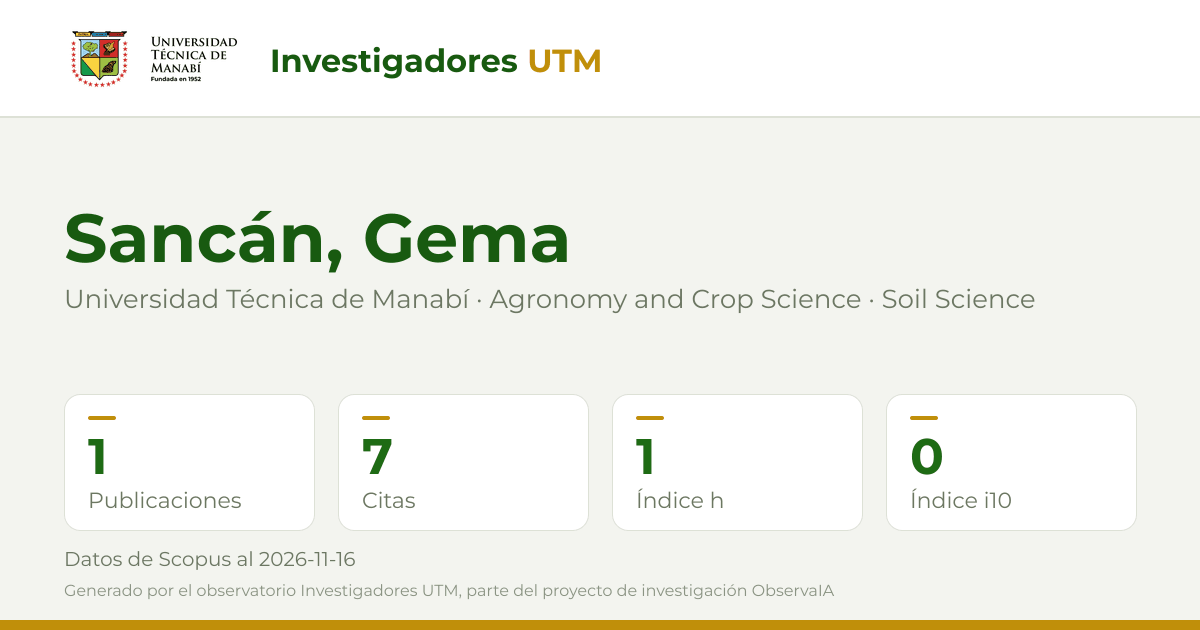 UNIVERSIDAD
TÉCNICA DE
MANABÍ
Fundada en 1952
Investigadores UTM
Sancán, Gema
Universidad Técnica de Manabí · Agronomy and Crop Science · Soil Science
1
Publicaciones
7
Citas
1
Índice h
0
Índice i10
Datos de Scopus al 2026-11-16
Generado por el observatorio Investigadores UTM, parte del proyecto de investigación ObservaIA